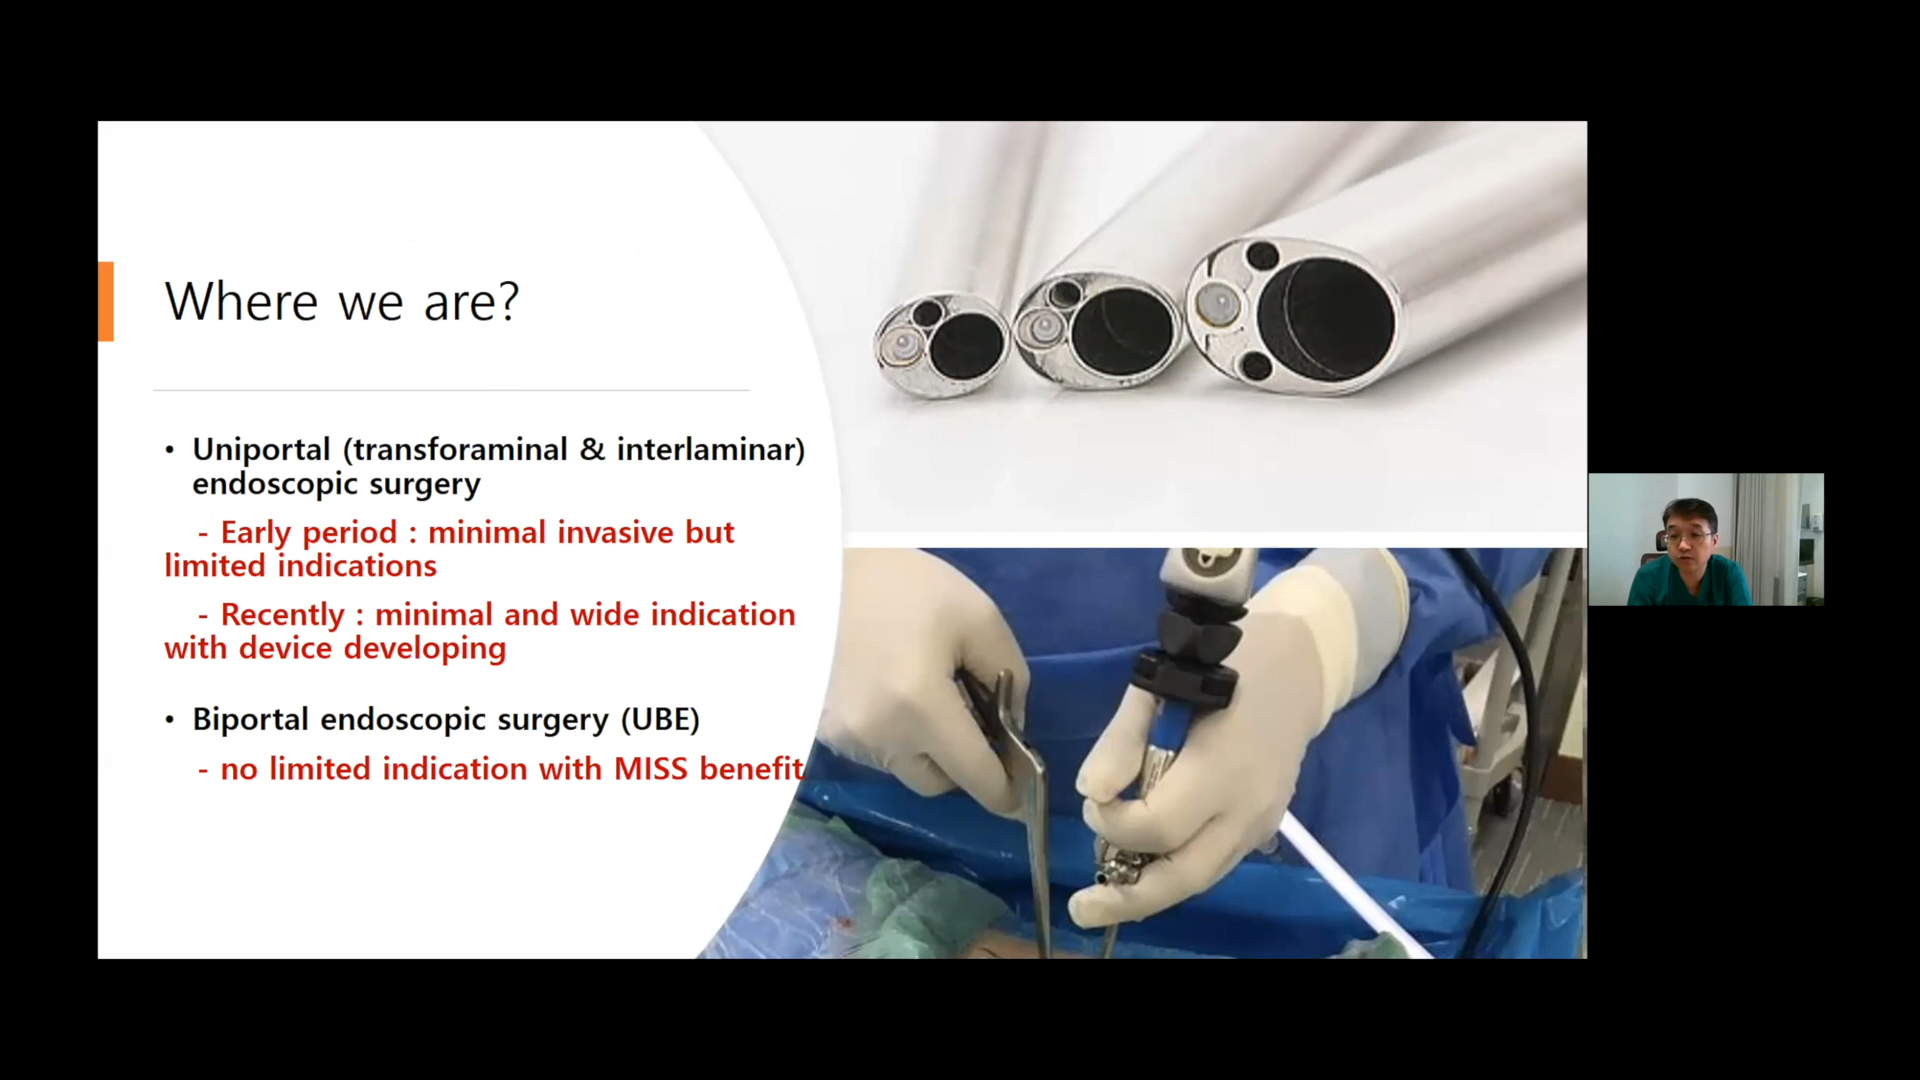 Where we are?
• Uniportal (transforaminal & interlaminar)
endoscopic surgery
- Early period : minimal invasive but
limited indications
- Recently : minimal and wide indication
with device developing
• Biportal endoscopic surgery (UBE)
- no limited indication with MISS benefit